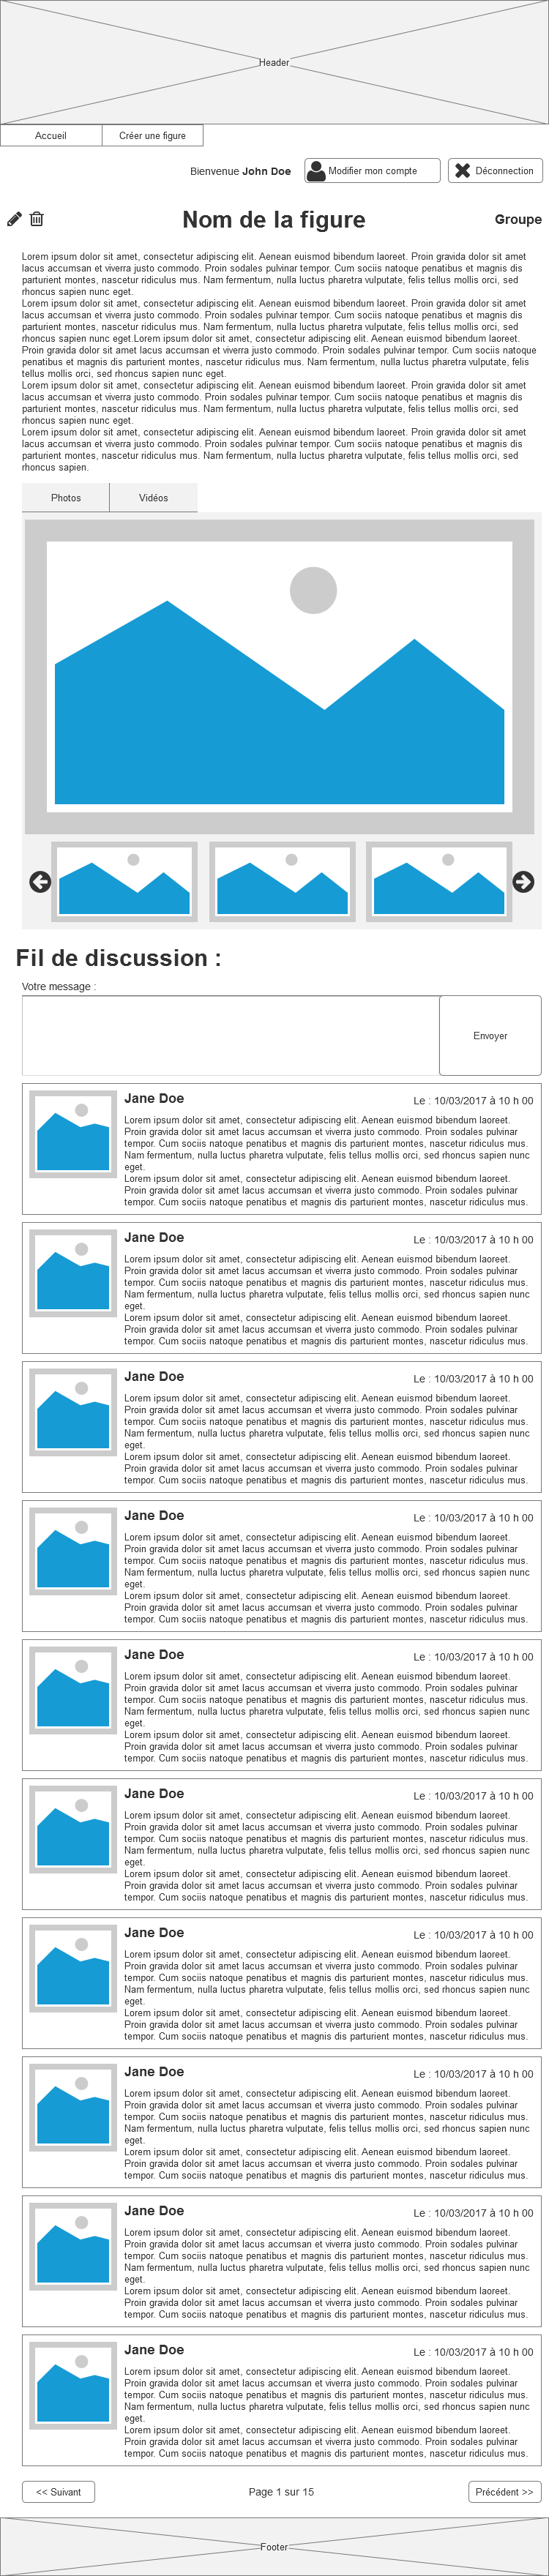 Header
Accueil
Créer une figure
Bienvenue John Doe
Modifier mon compte
Déconnection
Nom de la figure
Groupe
Lorem ipsum dolor sit amet, consectetur adipiscing elit. Aenean euismod bibendum laoreet. Proin gravida dolor sit amet
lacus accumsan et viverra justo commodo. Proin sodales pulvinar tempor. Cum sociis natoque penatibus et magnis dis
parturient montes, nascetur ridiculus mus. Nam fermentum, nulla luctus pharetra vulputate, felis tellus mollis orci, sed
rhoncus sapien nunc eget.
Lorem ipsum dolor sit amet, consectetur adipiscing elit. Aenean euismod bibendum laoreet. Proin gravida dolor sit amet
lacus accumsan et viverra justo commodo. Proin sodales pulvinar tempor. Cum sociis natoque penatibus et magnis dis
parturient montes, nascetur ridiculus mus. Nam fermentum, nulla luctus pharetra vulputate, felis tellus mollis orci, sed
rhoncus sapien nunc eget.Lorem ipsum dolor sit amet, consectetur adipiscing elit. Aenean euismod bibendum laoreet.
Proin gravida dolor sit amet lacus accumsan et viverra justo commodo. Proin sodales pulvinar tempor. Cum sociis natoque
penatibus et magnis dis parturient montes, nascetur ridiculus mus. Nam fermentum, nulla luctus pharetra vulputate, felis
tellus mollis orci, sed rhoncus sapien nunc eget.
Lorem ipsum dolor sit amet, consectetur adipiscing elit. Aenean euismod bibendum laoreet. Proin gravida dolor sit amet
lacus accumsan et viverra justo commodo. Proin sodales pulvinar tempor. Cum sociis natoque penatibus et magnis dis
parturient montes, nascetur ridiculus mus. Nam fermentum, nulla luctus pharetra vulputate, felis tellus mollis orci, sed
rhoncus sapien nunc eget.
Lorem ipsum dolor sit amet, consectetur adipiscing elit. Aenean euismod bibendum laoreet. Proin gravida dolor sit amet
lacus accumsan et viverra justo commodo. Proin sodales pulvinar tempor. Cum sociis natoque penatibus et magnis dis
parturient montes, nascetur ridiculus mus. Nam fermentum, nulla luctus pharetra vulputate, felis tellus mollis orci, sed
rhoncus sapien.
Photos
Vidéos
Fil de discussion :
Votre message :
Envoyer
Jane Doe
Le : 10/03/2017 à 10 h 00
Lorem ipsum dolor sit amet, consectetur adipiscing elit. Aenean euismod bibendum laoreet.
Proin gravida dolor sit amet lacus accumsan et viverra justo commodo. Proin sodales pulvinar
tempor. Cum sociis natoque penatibus et magnis dis parturient montes, nascetur ridiculus mus.
Nam fermentum, nulla luctus pharetra vulputate, felis tellus mollis orci, sed rhoncus sapien nunc
eget.
Lorem ipsum dolor sit amet, consectetur adipiscing elit. Aenean euismod bibendum laoreet.
Proin gravida dolor sit amet lacus accumsan et viverra justo commodo. Proin sodales pulvinar
tempor. Cum sociis natoque penatibus et magnis dis parturient montes, nascetur ridiculus mus.
Jane Doe
Le : 10/03/2017 à 10 h 00
Lorem ipsum dolor sit amet, consectetur adipiscing elit. Aenean euismod bibendum laoreet.
Proin gravida dolor sit amet lacus accumsan et viverra justo commodo. Proin sodales pulvinar
tempor. Cum sociis natoque penatibus et magnis dis parturient montes, nascetur ridiculus mus.
Nam fermentum, nulla luctus pharetra vulputate, felis tellus mollis orci, sed rhoncus sapien nunc
eget.
Lorem ipsum dolor sit amet, consectetur adipiscing elit. Aenean euismod bibendum laoreet.
Proin gravida dolor sit amet lacus accumsan et viverra justo commodo. Proin sodales pulvinar
tempor. Cum sociis natoque penatibus et magnis dis parturient montes, nascetur ridiculus mus.
Jane Doe
Le : 10/03/2017 à 10 h 00
Lorem ipsum dolor sit amet, consectetur adipiscing elit. Aenean euismod bibendum laoreet.
Proin gravida dolor sit amet lacus accumsan et viverra justo commodo. Proin sodales pulvinar
tempor. Cum sociis natoque penatibus et magnis dis parturient montes, nascetur ridiculus mus.
Nam fermentum, nulla luctus pharetra vulputate, felis tellus mollis orci, sed rhoncus sapien nunc
eget.
Lorem ipsum dolor sit amet, consectetur adipiscing elit. Aenean euismod bibendum laoreet.
Proin gravida dolor sit amet lacus accumsan et viverra justo commodo. Proin sodales pulvinar
tempor. Cum sociis natoque penatibus et magnis dis parturient montes, nascetur ridiculus mus.
Jane Doe
Le : 10/03/2017 à 10 h 00
Lorem ipsum dolor sit amet, consectetur adipiscing elit. Aenean euismod bibendum laoreet.
Proin gravida dolor sit amet lacus accumsan et viverra justo commodo. Proin sodales pulvinar
tempor. Cum sociis natoque penatibus et magnis dis parturient montes, nascetur ridiculus mus.
Nam fermentum, nulla luctus pharetra vulputate, felis tellus mollis orci, sed rhoncus sapien nunc
eget.
Lorem ipsum dolor sit amet, consectetur adipiscing elit. Aenean euismod bibendum laoreet.
Proin gravida dolor sit amet lacus accumsan et viverra justo commodo. Proin sodales pulvinar
tempor. Cum sociis natoque penatibus et magnis dis parturient montes, nascetur ridiculus mus.
Jane Doe
Le : 10/03/2017 à 10 h 00
Lorem ipsum dolor sit amet, consectetur adipiscing elit. Aenean euismod bibendum laoreet.
Proin gravida dolor sit amet lacus accumsan et viverra justo commodo. Proin sodales pulvinar
tempor. Cum sociis natoque penatibus et magnis dis parturient montes, nascetur ridiculus mus.
Nam fermentum, nulla luctus pharetra vulputate, felis tellus mollis orci, sed rhoncus sapien nunc
eget.
Lorem ipsum dolor sit amet, consectetur adipiscing elit. Aenean euismod bibendum laoreet.
Proin gravida dolor sit amet lacus accumsan et viverra justo commodo. Proin sodales pulvinar
tempor. Cum sociis natoque penatibus et magnis dis parturient montes, nascetur ridiculus mus.
Jane Doe
Le : 10/03/2017 à 10 h 00
Lorem ipsum dolor sit amet, consectetur adipiscing elit. Aenean euismod bibendum laoreet.
Proin gravida dolor sit amet lacus accumsan et viverra justo commodo. Proin sodales pulvinar
tempor. Cum sociis natoque penatibus et magnis dis parturient montes, nascetur ridiculus mus.
Nam fermentum, nulla luctus pharetra vulputate, felis tellus mollis orci, sed rhoncus sapien nunc
eget.
Lorem ipsum dolor sit amet, consectetur adipiscing elit. Aenean euismod bibendum laoreet.
Proin gravida dolor sit amet lacus accumsan et viverra justo commodo. Proin sodales pulvinar
tempor. Cum sociis natoque penatibus et magnis dis parturient montes, nascetur ridiculus mus.
Jane Doe
Le : 10/03/2017 à 10 h 00
Lorem ipsum dolor sit amet, consectetur adipiscing elit. Aenean euismod bibendum laoreet.
Proin gravida dolor sit amet lacus accumsan et viverra justo commodo. Proin sodales pulvinar
tempor. Cum sociis natoque penatibus et magnis dis parturient montes, nascetur ridiculus mus.
Nam fermentum, nulla luctus pharetra vulputate, felis tellus mollis orci, sed rhoncus sapien nunc
eget.
Lorem ipsum dolor sit amet, consectetur adipiscing elit. Aenean euismod bibendum laoreet.
Proin gravida dolor sit amet lacus accumsan et viverra justo commodo. Proin sodales pulvinar
tempor. Cum sociis natoque penatibus et magnis dis parturient montes, nascetur ridiculus mus.
Jane Doe
Le : 10/03/2017 à 10 h 00
Lorem ipsum dolor sit amet, consectetur adipiscing elit. Aenean euismod bibendum laoreet.
Proin gravida dolor sit amet lacus accumsan et viverra justo commodo. Proin sodales pulvinar
tempor. Cum sociis natoque penatibus et magnis dis parturient montes, nascetur ridiculus mus.
Nam fermentum, nulla luctus pharetra vulputate, felis tellus mollis orci, sed rhoncus sapien nunc
eget.
Lorem ipsum dolor sit amet, consectetur adipiscing elit. Aenean euismod bibendum laoreet.
Proin gravida dolor sit amet lacus accumsan et viverra justo commodo. Proin sodales pulvinar
tempor. Cum sociis natoque penatibus et magnis dis parturient montes, nascetur ridiculus mus.
Jane Doe
Le : 10/03/2017 à 10 h 00
Lorem ipsum dolor sit amet, consectetur adipiscing elit. Aenean euismod bibendum laoreet.
Proin gravida dolor sit amet lacus accumsan et viverra justo commodo. Proin sodales pulvinar
tempor. Cum sociis natoque penatibus et magnis dis parturient montes, nascetur ridiculus mus.
Nam fermentum, nulla luctus pharetra vulputate, felis tellus mollis orci, sed rhoncus sapien nunc
eget.
Lorem ipsum dolor sit amet, consectetur adipiscing elit. Aenean euismod bibendum laoreet.
Proin gravida dolor sit amet lacus accumsan et viverra justo commodo. Proin sodales pulvinar
tempor. Cum sociis natoque penatibus et magnis dis parturient montes, nascetur ridiculus mus.
Jane Doe
Le : 10/03/2017 à 10 h 00
Lorem ipsum dolor sit amet, consectetur adipiscing elit. Aenean euismod bibendum laoreet.
Proin gravida dolor sit amet lacus accumsan et viverra justo commodo. Proin sodales pulvinar
tempor. Cum sociis natoque penatibus et magnis dis parturient montes, nascetur ridiculus mus.
Nam fermentum, nulla luctus pharetra vulputate, felis tellus mollis orci, sed rhoncus sapien nunc
eget.
Lorem ipsum dolor sit amet, consectetur adipiscing elit. Aenean euismod bibendum laoreet.
Proin gravida dolor sit amet lacus accumsan et viverra justo commodo. Proin sodales pulvinar
tempor. Cum sociis natoque penatibus et magnis dis parturient montes, nascetur ridiculus mus.
<< Suivant
Page 1 sur 15
Précédent >>
Footer